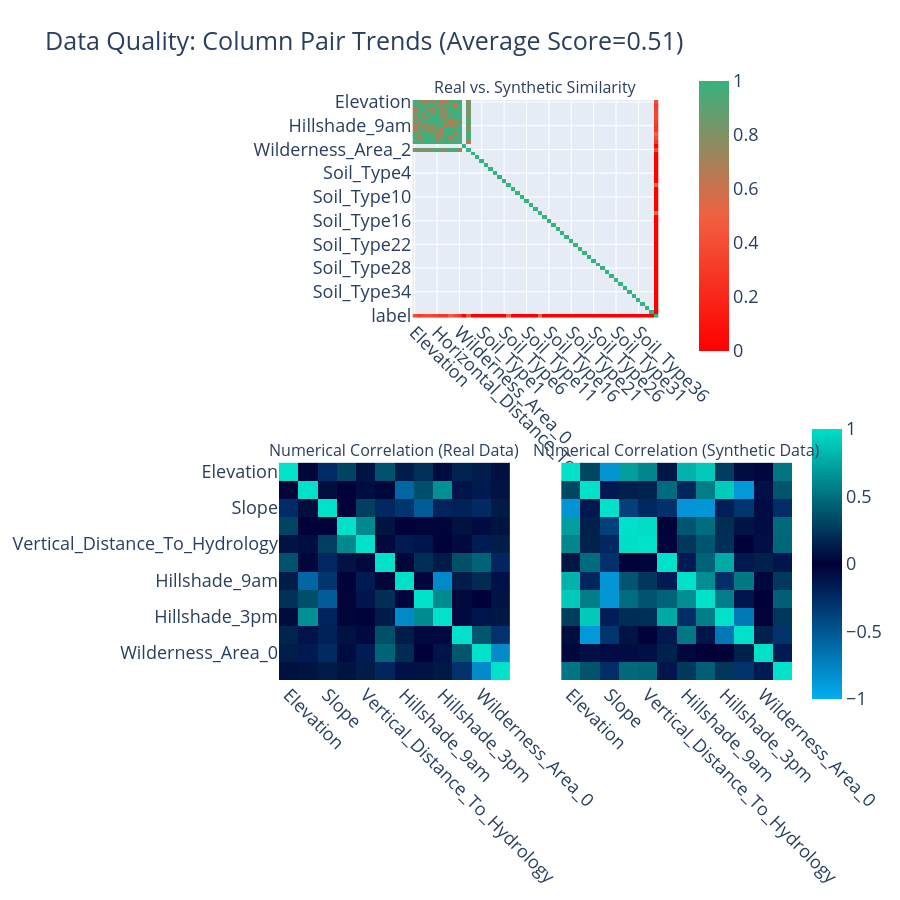 Data Quality: Column Pair Trends (Average Score=0.51)
Real vs. Synthetic Similarity
Elevation
Hillshade_9am
Wilderness_Area_2
Soil_Type4
Soil_Type10
Soil_Type16
Soil_Type22
Soil_Type28
Soil_Type34
label
Elevation
Horizontal_Distance_To
Wilderness_Area_0
Soil_Type1
Soil_Type6
Soil_Type11
Soil_Type16
Soil_Type21
Soil_Type26
Soil_Type31
Soil_Type36
1
0.8
0.6
0.4
0.2
0
Numerical Correlation (Real Data)
Numerical Correlation (Synthetic Data)
Elevation
Slope
Vertical_Distance_To_Hydrology
Hillshade_9am
Hillshade_3pm
Wilderness_Area_0
Elevation
Slope
Vertical_Distance_To_Hydrology
Hillshade_9am
Hillshade_3pm
Wilderness_Area_0
Elevation
Slope
Vertical_Distance_To_Hydrology
Hillshade_9am
Hillshade_3pm
Wilderness_Area_0
1
0.5
0
−0.5
−1